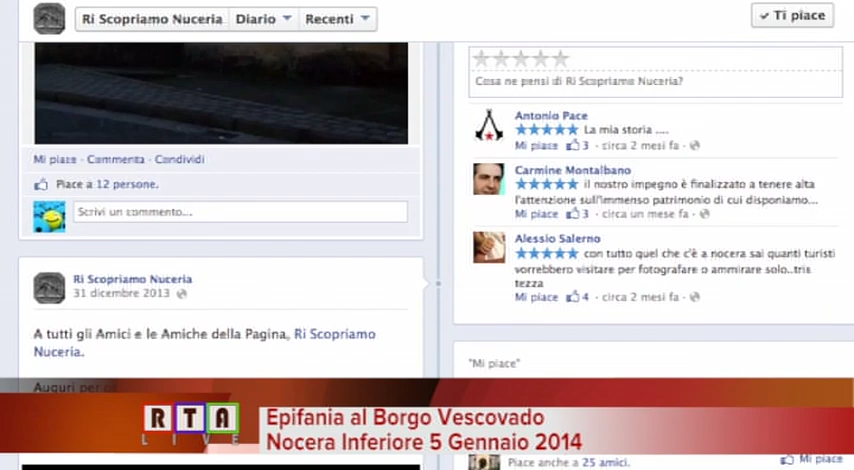 Ri Scopriamo Nuceria Diario Recenti
Ti piace
Mi piace · Commenta · Condividi
Piace a 12 persone.
Scrivi un commento...
Ri Scopriamo Nuceria
31 dicembre 2013
A tutti gli Amici e le Amiche della Pagina, Ri Scopriamo
Nuceria.
Auguri per
Cosa ne pensi di Ri Scopriamo Nuceria?
Antonio Pace
La mia storia ....
Mi piace 3 · circa 2 mesi fa ·
Carmine Montalbano
il nostro impegno è finalizzato a tenere alta
l'attenzione sull'immenso patrimonio di cui disponiamo...
Mi piace 3 · circa un mese fa ·
Alessio Salerno
con tutto quel che c'è a nocera sai quanti turisti
vorrebbero visitare per fotografare o ammirare solo..tris
tezza
Mi piace 4 · circa 2 mesi fa ·
"Mi piace"
RTA
LIVE
Epifania al Borgo Vescovado
Nocera Inferiore 5 Gennaio 2014
Piace anche a 25 amici.
Mi piace